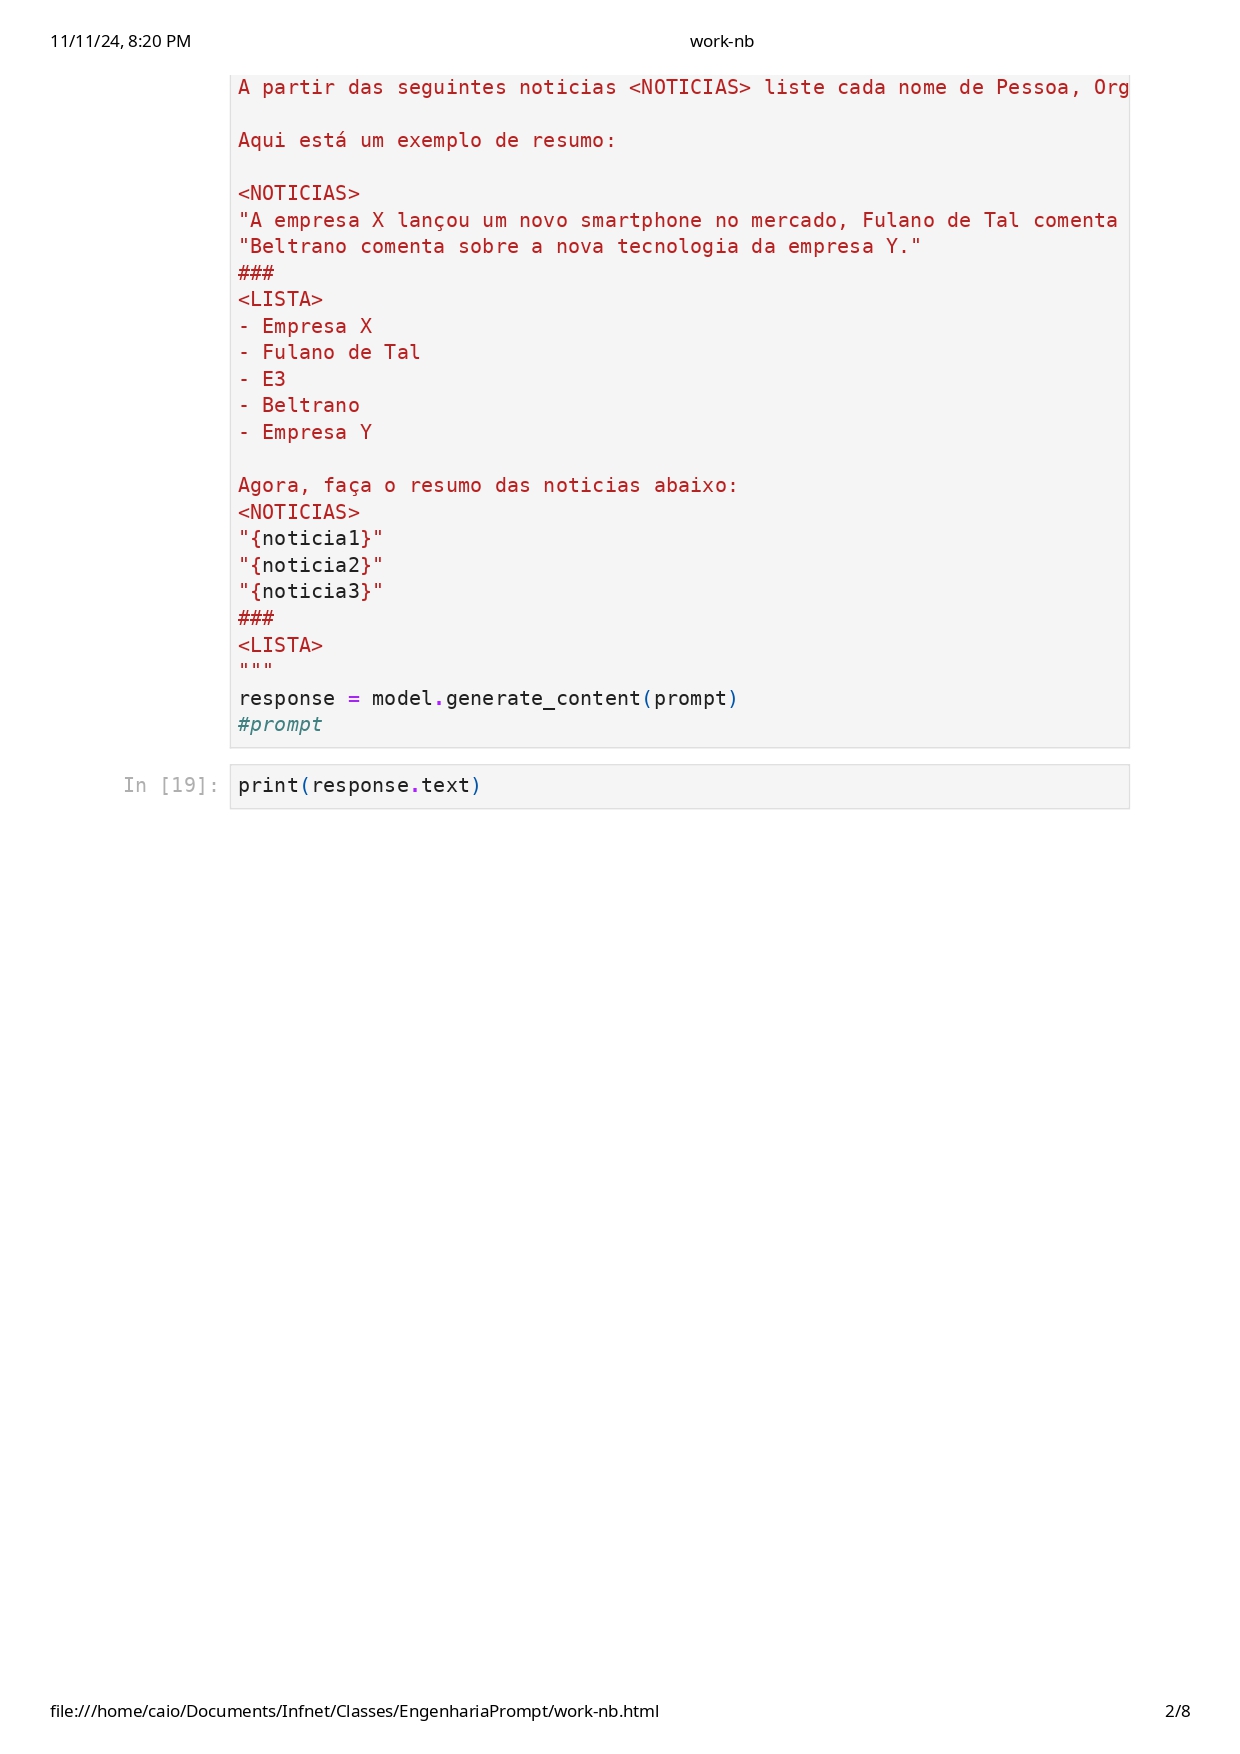 11/11/24, 8:20 PM work-nb
A partir das seguintes noticias <NOTICIAS> liste cada nome de Pessoa, Org
Aqui está um exemplo de resumo:
<NOTICIAS>
"A empresa X lançou um novo smartphone no mercado, Fulano de Tal comenta
"Beltrano comenta sobre a nova tecnologia da empresa Y."
###
<LISTA>
- Empresa X
- Fulano de Tal
- E3
- Beltrano
- Empresa Y
Agora, faça o resumo das noticias abaixo:
<NOTICIAS>
"{noticia1}"
"{noticia2}"
"{noticia3}"
###
<LISTA>
"""
response = model.generate_content(prompt)
#prompt
In [19]: print(response.text)
file:///home/caio/Documents/Infnet/Classes/EngenhariaPrompt/work-nb.html 2/8